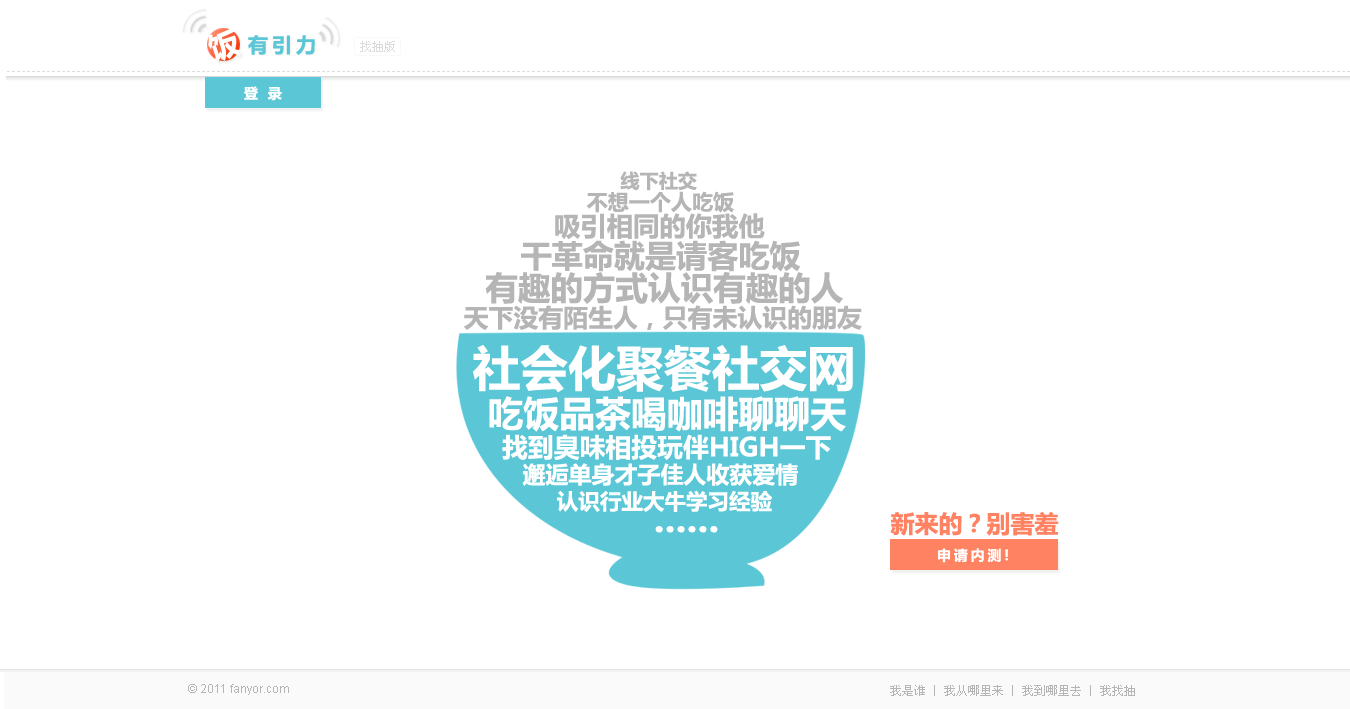 饭 有引力 找抽版
登 录
线下社交
不想一个人吃饭
吸引相同的你我他
干革命就是请客吃饭
有趣的方式认识有趣的人
天下没有陌生人，只有未认识的朋友
社会化聚餐社交网
吃饭品茶喝咖啡聊聊天
找到臭味相投玩伴HIGH一下
邂逅单身才子佳人收获爱情
认识行业大牛学习经验
••••••
新来的？别害羞
申请内测!
© 2011 fanyor.com
我是谁 | 我从哪里来 | 我到哪里去 | 我找抽